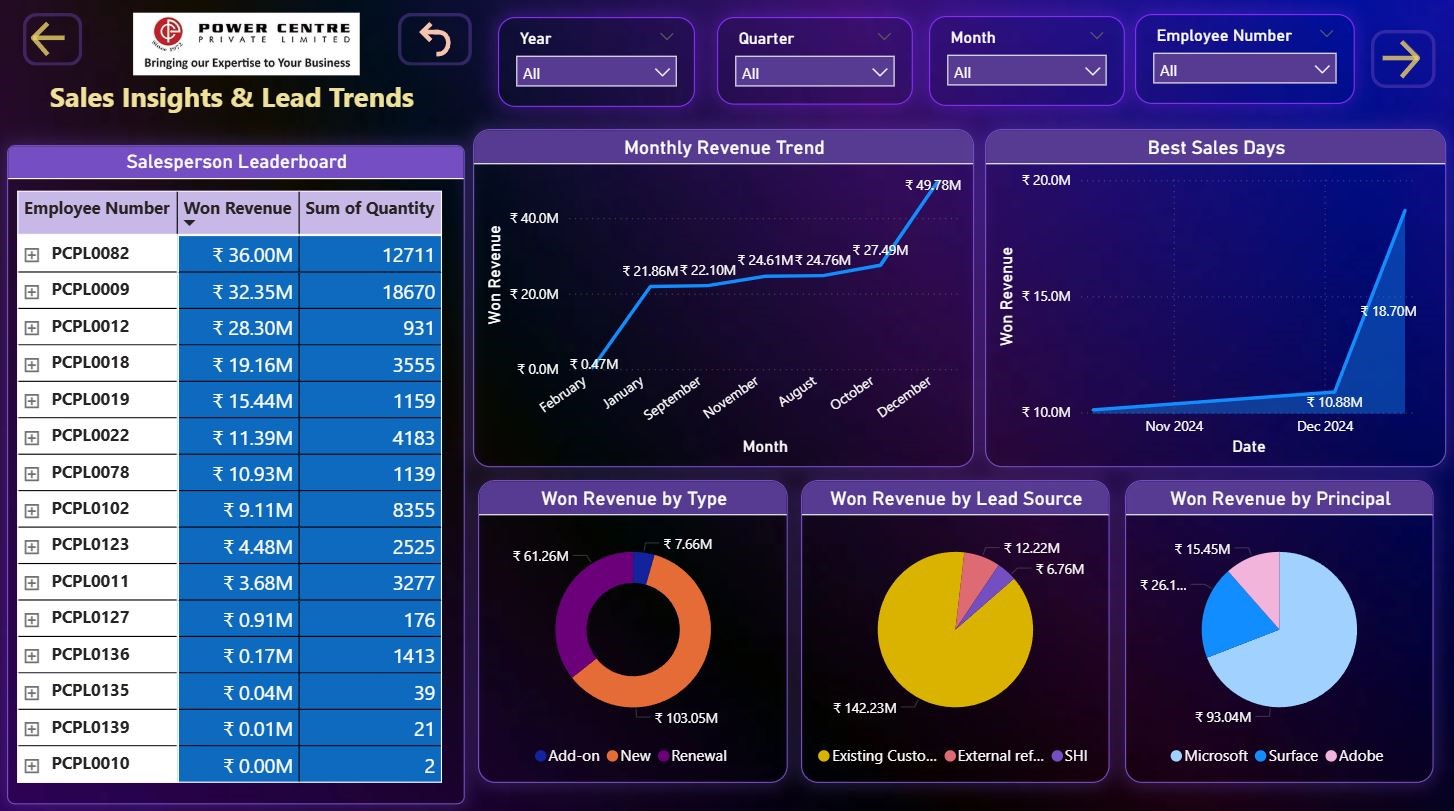 POWER CENTRE
PRIVATE LIMITED
Since 1972
Bringing our Expertise to Your Business
Sales Insights & Lead Trends
Year
All
Quarter
All
Month
All
Employee Number
All
Salesperson Leaderboard
Employee Number Won Revenue Sum of Quantity
PCPL0082 ₹ 36.00M 12711
PCPL0009 ₹ 32.35M 18670
PCPL0012 ₹ 28.30M 931
PCPL0018 ₹ 19.16M 3555
PCPL0019 ₹ 15.44M 1159
PCPL0022 ₹ 11.39M 4183
PCPL0078 ₹ 10.93M 1139
PCPL0102 ₹ 9.11M 8355
PCPL0123 ₹ 4.48M 2525
PCPL0011 ₹ 3.68M 3277
PCPL0127 ₹ 0.91M 176
PCPL0136 ₹ 0.17M 1413
PCPL0135 ₹ 0.04M 39
PCPL0139 ₹ 0.01M 21
PCPL0010 ₹ 0.00M 2
Monthly Revenue Trend
Won Revenue
₹ 40.0M
₹ 20.0M
₹ 0.0M
₹ 0.47M
₹ 21.86M
₹ 22.10M
₹ 24.61M
₹ 24.76M
₹ 27.49M
₹ 49.78M
February
January
September
November
August
October
December
Month
Best Sales Days
Won Revenue
₹ 20.0M
₹ 15.0M
₹ 10.0M
₹ 18.70M
₹ 10.88M
Nov 2024
Dec 2024
Date
Won Revenue by Type
₹ 7.66M
₹ 61.26M
₹ 103.05M
Add-on New Renewal
Won Revenue by Lead Source
₹ 12.22M
₹ 6.76M
₹ 142.23M
Existing Custo... External ref... SHI
Won Revenue by Principal
₹ 15.45M
₹ 26.1...
₹ 93.04M
Microsoft Surface Adobe